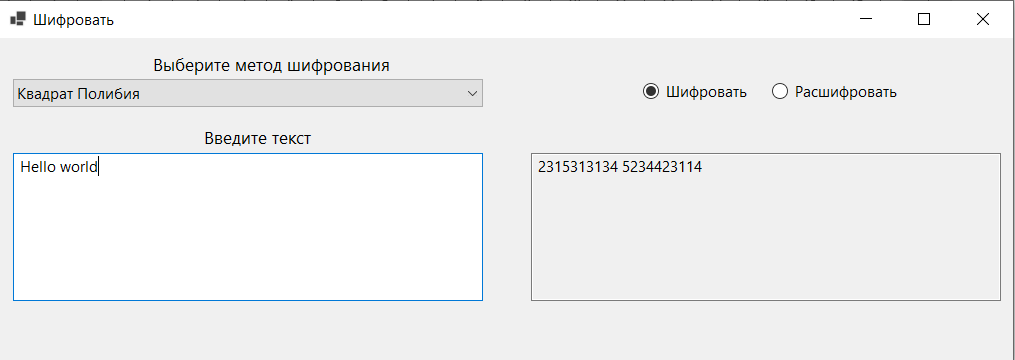 Шифровать
Выберите метод шифрования
Квадрат Полибия
Шифровать Расшифровать
Введите текст
Hello world
2315313134 5234423114